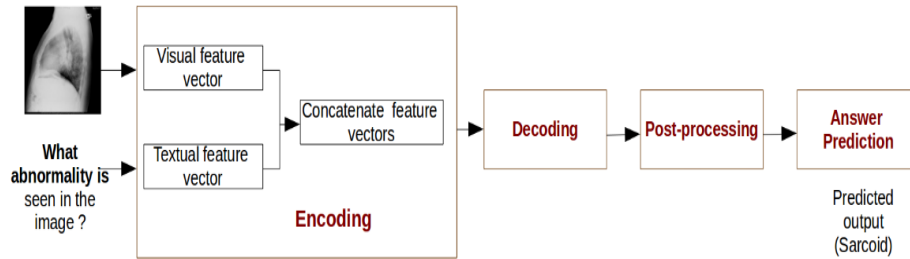 What
abnormality is
seen in the
image ?
Visual feature
vector
Textual feature
vector
Concatenate feature
vectors
Encoding
Decoding
Post-processing
Answer
Prediction
Predicted
output
(Sarcoid)